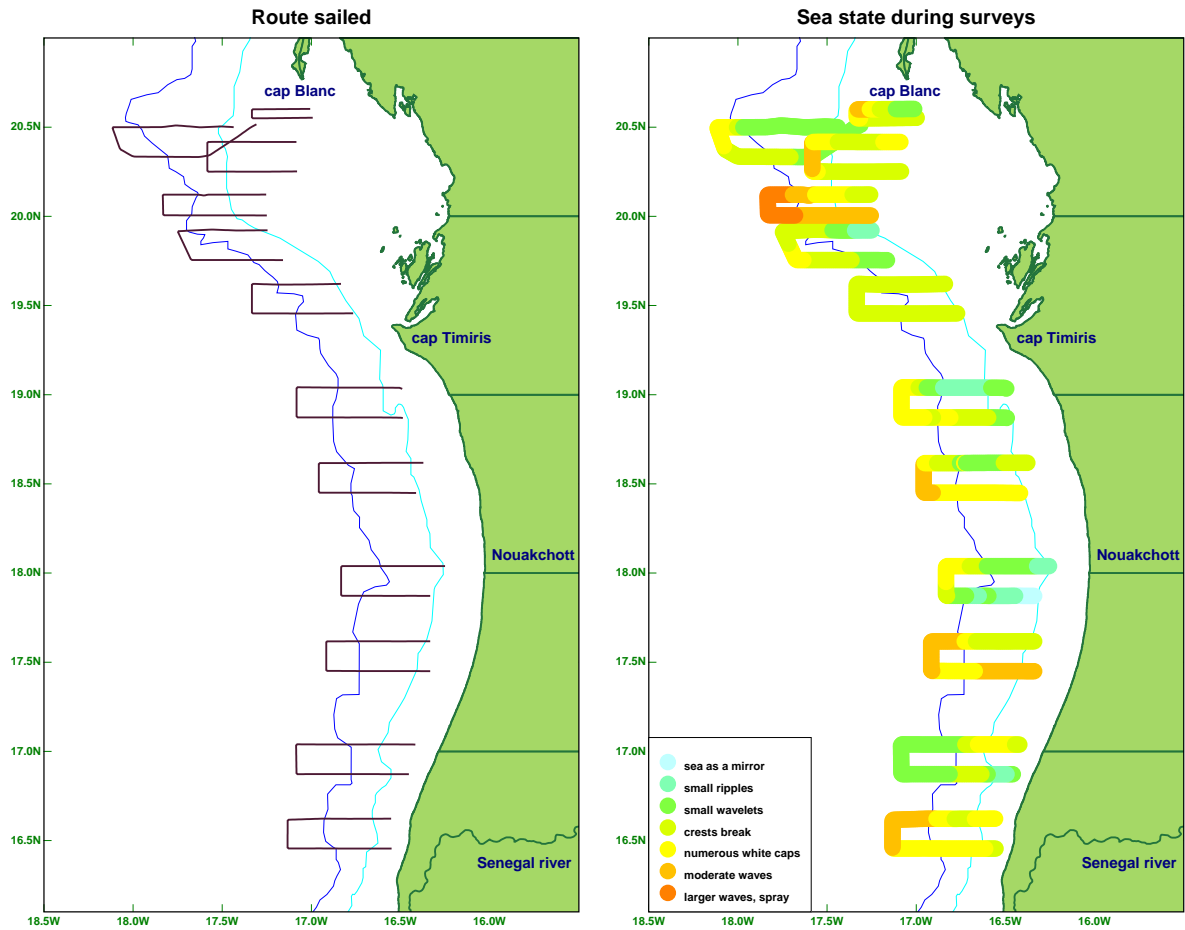 Route sailed
cap Blanc
cap Timiris
Nouakchott
Senegal river
20.5N
20.0N
19.5N
19.0N
18.5N
18.0N
17.5N
17.0N
16.5N
18.5W
18.0W
17.5W
17.0W
16.5W
16.0W
Sea state during surveys
cap Blanc
cap Timiris
Nouakchott
Senegal river
20.5N
20.0N
19.5N
19.0N
18.5N
18.0N
17.5N
17.0N
16.5N
sea as a mirror
small ripples
small wavelets
crests break
numerous white caps
moderate waves
larger waves, spray
18.5W
18.0W
17.5W
17.0W
16.5W
16.0W